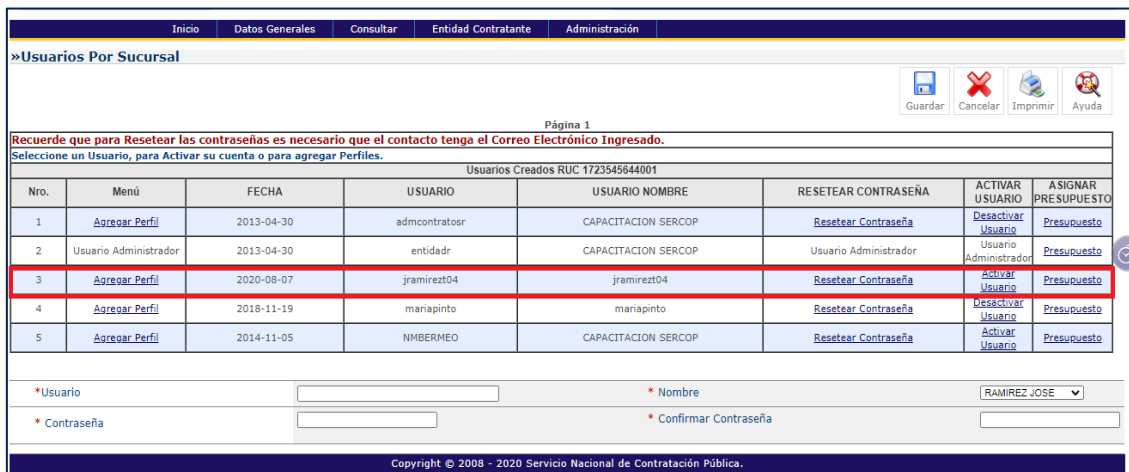 Inicio Datos Generales Consultar Entidad Contratante Administración
»Usuarios Por Sucursal
Guardar Cancelar Imprimir Ayuda
Página 1
Recuerde que para Resetear las contraseñas es necesario que el contacto tenga el Correo Electrónico Ingresado.
Seleccione un Usuario, para Activar su cuenta o para agregar Perfiles.
Usuarios Creados RUC 1723545644001
Nro. Menú FECHA USUARIO USUARIO NOMBRE RESETEAR CONTRASEÑA ACTIVAR USUARIO ASIGNAR PRESUPUESTO
1 Agregar Perfil 2013-04-30 admcontratosr CAPACITACION SERCOP Resetear Contraseña Desactivar Usuario Presupuesto
2 Usuario Administrador 2013-04-30 entidadr CAPACITACION SERCOP Usuario Administrador Usuario Administrador Presupuesto
3 Agregar Perfil 2020-08-07 jramirezt04 jramirezt04 Resetear Contraseña Activar Usuario Presupuesto
4 Agregar Perfil 2018-11-19 mariapinto mariapinto Resetear Contraseña Desactivar Usuario Presupuesto
5 Agregar Perfil 2014-11-05 NMBERMEO CAPACITACION SERCOP Resetear Contraseña Activar Usuario Presupuesto
*Usuario * Nombre RAMIREZ JOSE
* Contraseña * Confirmar Contraseña
Copyright © 2008 - 2020 Servicio Nacional de Contratación Pública.